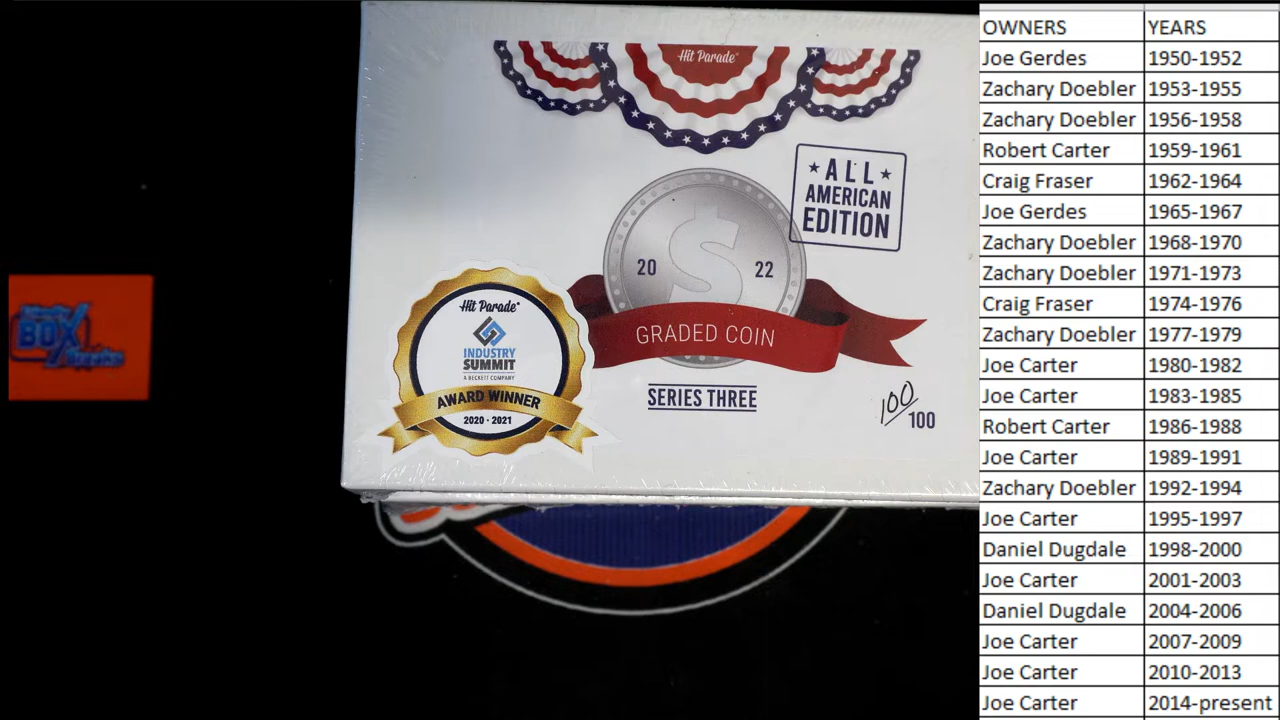 Hit Parade®
★ ALL ★
AMERICAN
EDITION
20 22
GRADED COIN
SERIES THREE
100/100
Hit Parade®
INDUSTRY
SUMMIT
A BECKETT COMPANY
AWARD WINNER
2020 · 2021
BOX
OWNERS YEARS
Joe Gerdes 1950-1952
Zachary Doebler 1953-1955
Zachary Doebler 1956-1958
Robert Carter 1959-1961
Craig Fraser 1962-1964
Joe Gerdes 1965-1967
Zachary Doebler 1968-1970
Zachary Doebler 1971-1973
Craig Fraser 1974-1976
Zachary Doebler 1977-1979
Joe Carter 1980-1982
Joe Carter 1983-1985
Robert Carter 1986-1988
Joe Carter 1989-1991
Zachary Doebler 1992-1994
Joe Carter 1995-1997
Daniel Dugdale 1998-2000
Joe Carter 2001-2003
Daniel Dugdale 2004-2006
Joe Carter 2007-2009
Joe Carter 2010-2013
Joe Carter 2014-present